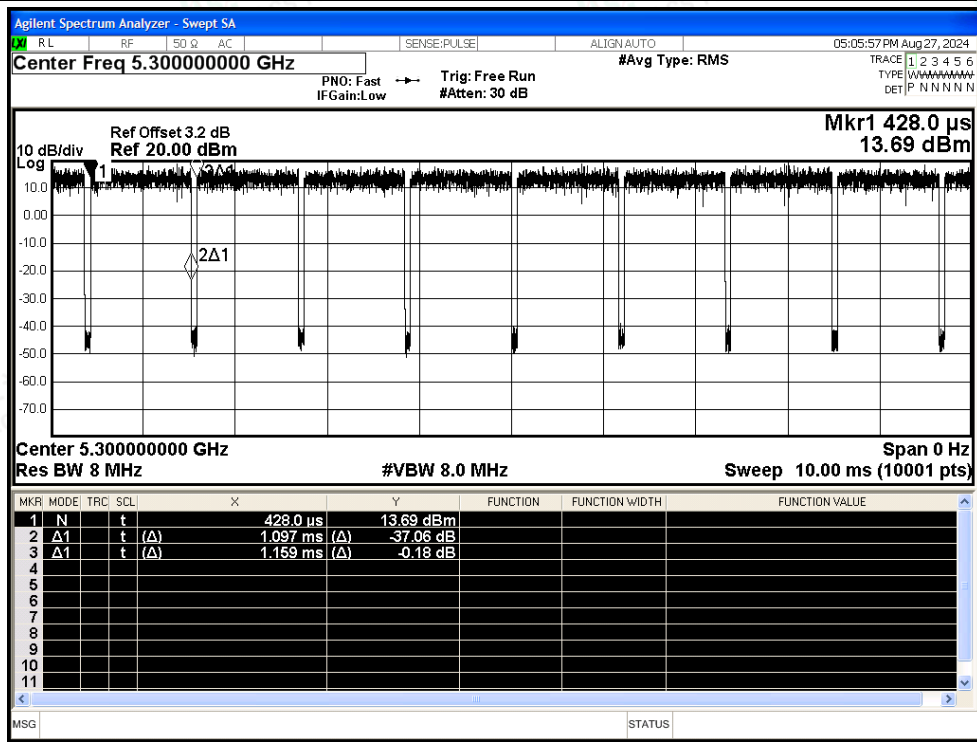 Agilent Spectrum Analyzer - Swept SA
LXI RL RF 50 Ω AC SENSE:PULSE ALIGN AUTO 05:05:57 PM Aug 27, 2024
Center Freq 5.300000000 GHz #Avg Type: RMS TRACE 1 2 3 4 5 6
PNO: Fast Trig: Free Run TYPE WWWWWW
IFGain:Low #Atten: 30 dB DET P N N N N N
Mkr1 428.0 µs
Ref Offset 3.2 dB
10 dB/div Ref 20.00 dBm 13.69 dBm
Log
1 3Δ1
10.0
0.00
-10.0
2Δ1
-20.0
-30.0
-40.0
-50.0
-60.0
-70.0
Center 5.300000000 GHz Span 0 Hz
Res BW 8 MHz #VBW 8.0 MHz Sweep 10.00 ms (10001 pts)
MKR MODE TRC SCL X Y FUNCTION FUNCTION WIDTH FUNCTION VALUE
1 N t 428.0 µs 13.69 dBm
2 Δ1 t (Δ) 1.097 ms (Δ) -37.06 dB
3 Δ1 t (Δ) 1.159 ms (Δ) -0.18 dB
4
5
6
7
8
9
10
11
MSG STATUS